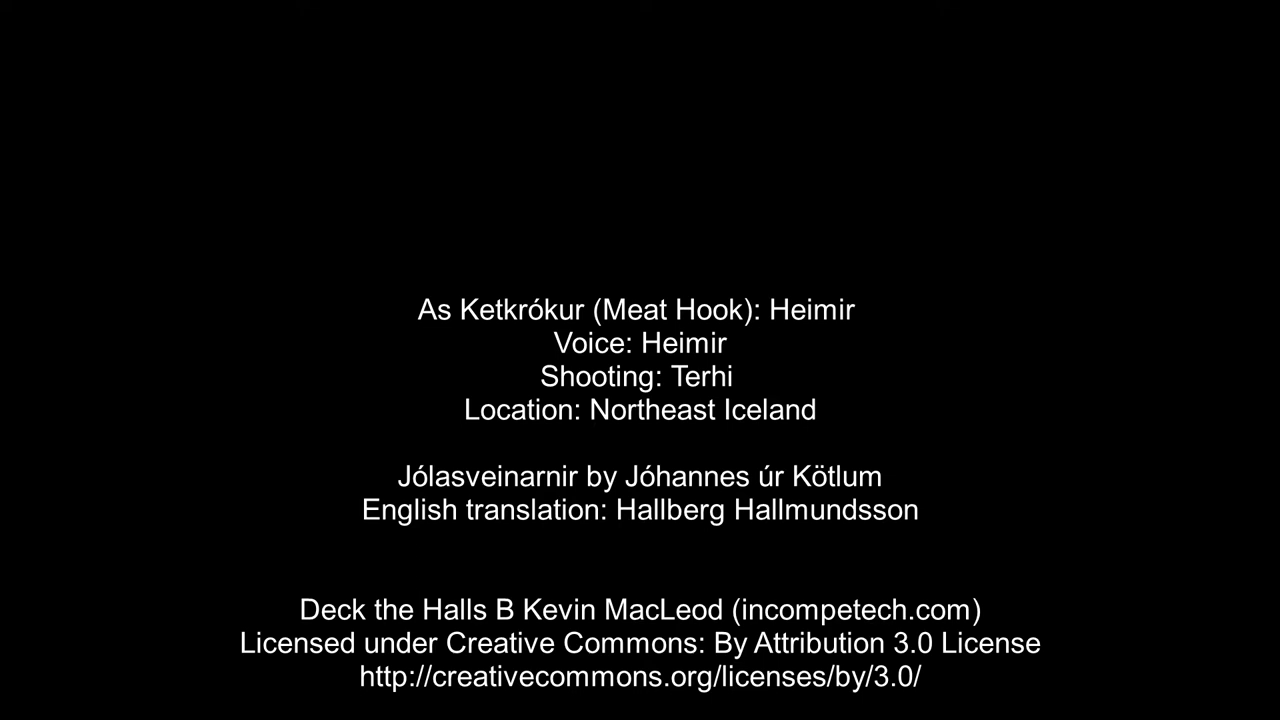 As Ketkrókur (Meat Hook): Heimir
Voice: Heimir
Shooting: Terhi
Location: Northeast Iceland
Jólasveinarnir by Jóhannes úr Kötlum
English translation: Hallberg Hallmundsson
Deck the Halls B Kevin MacLeod (incompetech.com)
Licensed under Creative Commons: By Attribution 3.0 License
http://creativecommons.org/licenses/by/3.0/